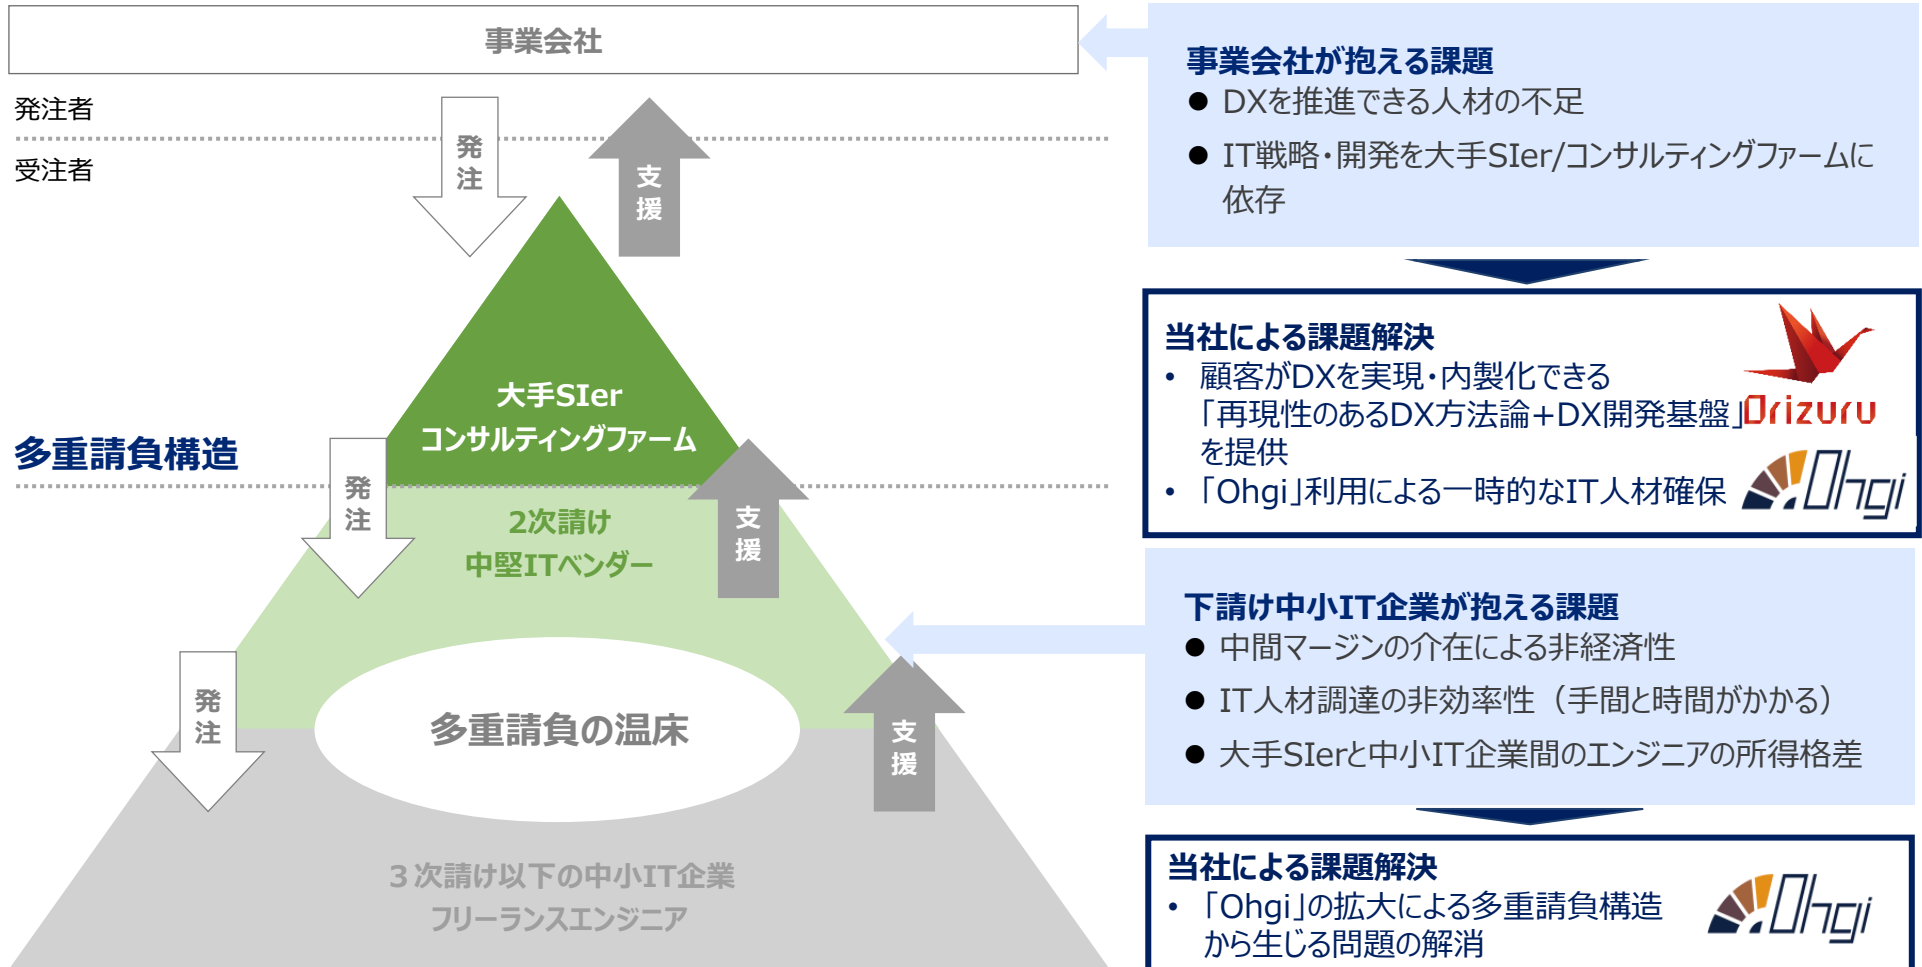 事業会社
発注者
受注者
発注
支援
大手SIer
コンサルティングファーム
多重請負構造
発注
支援
2次請け
中堅ITベンダー
発注
支援
多重請負の温床
３次請け以下の中小IT企業
フリーランスエンジニア
事業会社が抱える課題
● DXを推進できる人材の不足
● IT戦略・開発を大手SIer/コンサルティングファームに
依存
当社による課題解決
• 顧客がDXを実現・内製化できる
「再現性のあるDX方法論+DX開発基盤」
を提供
• 「Ohgi」利用による一時的なIT人材確保
Orizuru
Ohgi
下請け中小IT企業が抱える課題
● 中間マージンの介在による非経済性
● IT人材調達の非効率性（手間と時間がかかる）
● 大手SIerと中小IT企業間のエンジニアの所得格差
当社による課題解決
• 「Ohgi」の拡大による多重請負構造
から生じる問題の解消
Ohgi